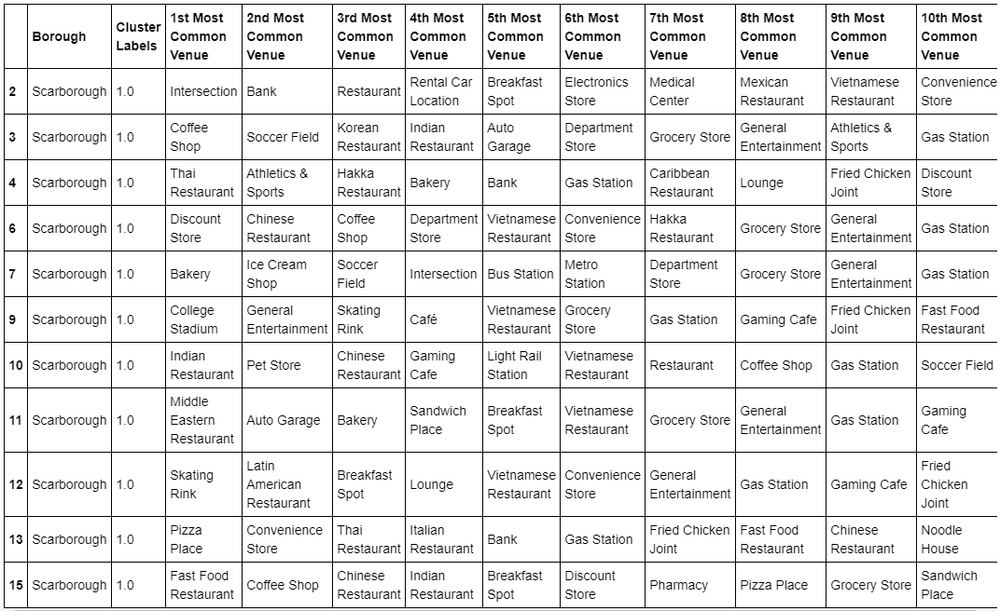 Borough Cluster Labels 1st Most Common Venue 2nd Most Common Venue 3rd Most Common Venue 4th Most Common Venue 5th Most Common Venue 6th Most Common Venue 7th Most Common Venue 8th Most Common Venue 9th Most Common Venue 10th Most Common Venue
2 Scarborough 1.0 Intersection Bank Restaurant Rental Car Location Breakfast Spot Electronics Store Medical Center Mexican Restaurant Vietnamese Restaurant Convenience Store
3 Scarborough 1.0 Coffee Shop Soccer Field Korean Restaurant Indian Restaurant Auto Garage Department Store Grocery Store General Entertainment Athletics & Sports Gas Station
4 Scarborough 1.0 Thai Restaurant Athletics & Sports Hakka Restaurant Bakery Bank Gas Station Caribbean Restaurant Lounge Fried Chicken Joint Discount Store
6 Scarborough 1.0 Discount Store Chinese Restaurant Coffee Shop Department Store Vietnamese Restaurant Convenience Store Hakka Restaurant Grocery Store General Entertainment Gas Station
7 Scarborough 1.0 Bakery Ice Cream Shop Soccer Field Intersection Bus Station Metro Station Department Store Grocery Store General Entertainment Gas Station
9 Scarborough 1.0 College Stadium General Entertainment Skating Rink Café Vietnamese Restaurant Grocery Store Gas Station Gaming Cafe Fried Chicken Joint Fast Food Restaurant
10 Scarborough 1.0 Indian Restaurant Pet Store Chinese Restaurant Gaming Cafe Light Rail Station Vietnamese Restaurant Restaurant Coffee Shop Gas Station Soccer Field
11 Scarborough 1.0 Middle Eastern Restaurant Auto Garage Bakery Sandwich Place Breakfast Spot Vietnamese Restaurant Grocery Store General Entertainment Gas Station Gaming Cafe
12 Scarborough 1.0 Skating Rink Latin American Restaurant Breakfast Spot Lounge Vietnamese Restaurant Convenience Store General Entertainment Gas Station Gaming Cafe Fried Chicken Joint
13 Scarborough 1.0 Pizza Place Convenience Store Thai Restaurant Italian Restaurant Bank Gas Station Fried Chicken Joint Fast Food Restaurant Chinese Restaurant Noodle House
15 Scarborough 1.0 Fast Food Restaurant Coffee Shop Chinese Restaurant Indian Restaurant Breakfast Spot Discount Store Pharmacy Pizza Place Grocery Store Sandwich Place